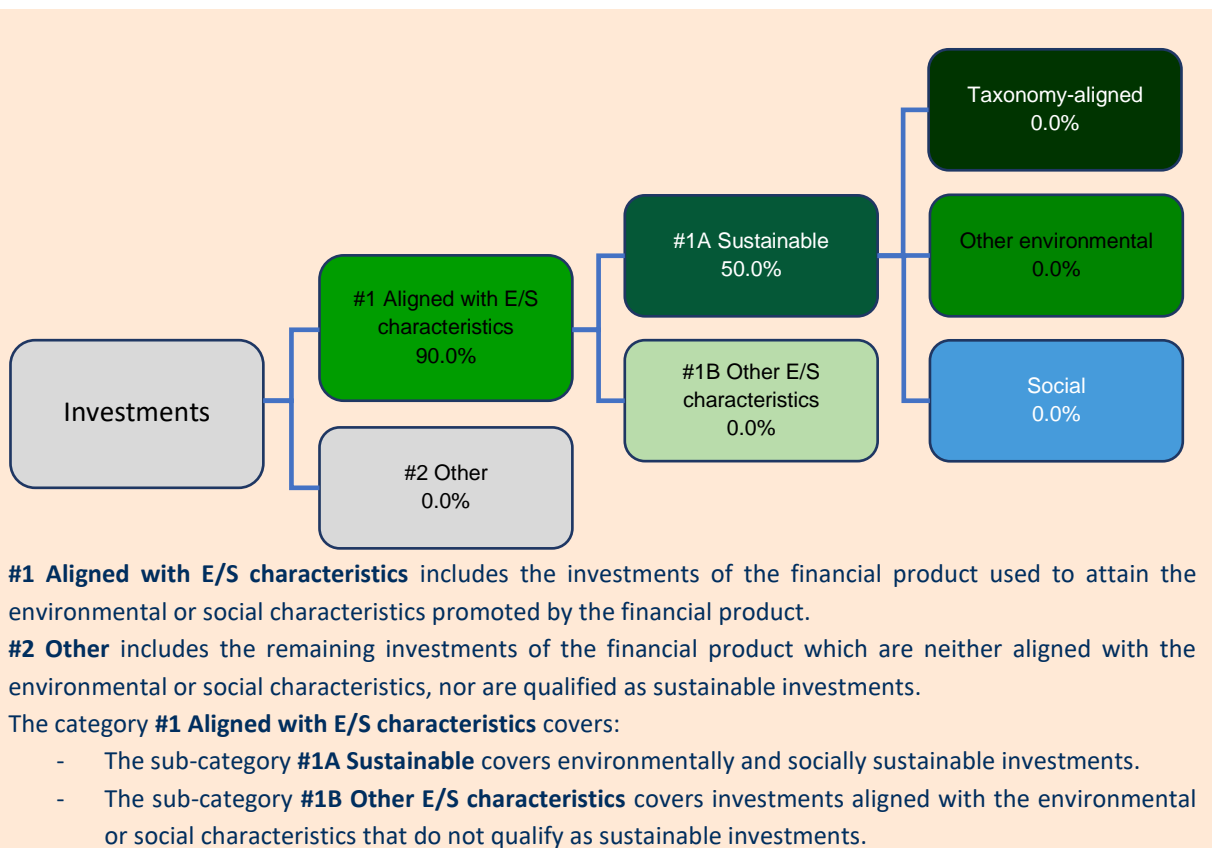 Taxonomy-aligned
0.0%
#1A Sustainable
50.0%
Other environmental
0.0%
#1 Aligned with E/S
characteristics
90.0%
#1B Other E/S
characteristics
0.0%
Social
0.0%
Investments
#2 Other
0.0%
#1 Aligned with E/S characteristics includes the investments of the financial product used to attain the
environmental or social characteristics promoted by the financial product.
#2 Other includes the remaining investments of the financial product which are neither aligned with the
environmental or social characteristics, nor are qualified as sustainable investments.
The category #1 Aligned with E/S characteristics covers:
- The sub-category #1A Sustainable covers environmentally and socially sustainable investments.
- The sub-category #1B Other E/S characteristics covers investments aligned with the environmental
or social characteristics that do not qualify as sustainable investments.